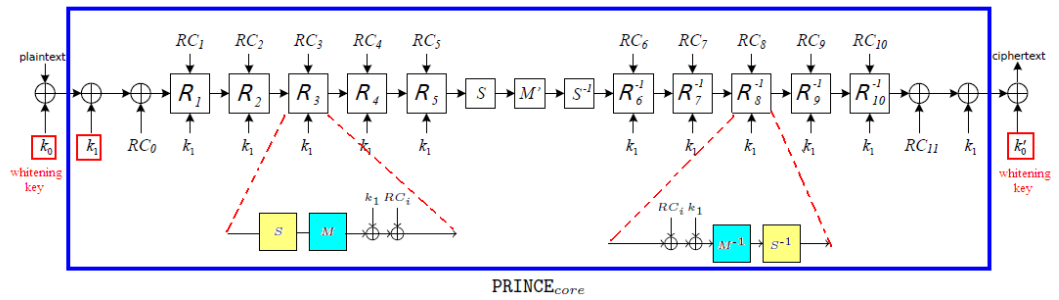 RC₁ RC₂ RC₃ RC₄ RC₅ RC₆ RC₇ RC₈ RC₉ RC₁₀
plaintext ciphertext
R₁ R₂ R₃ R₄ R₅ S M' S⁻¹ R₆⁻¹ R₇⁻¹ R₈⁻¹ R₉⁻¹ R₁₀⁻¹
k₀ k₁ RC₀ k₁ k₁ k₁ k₁ k₁ k₁ k₁ k₁ k₁ k₁ RC₁₁ k₁ k₀′
whitening key whitening key
k₁ RCᵢ RCᵢ k₁
S M M⁻¹ S⁻¹
PRINCE_core